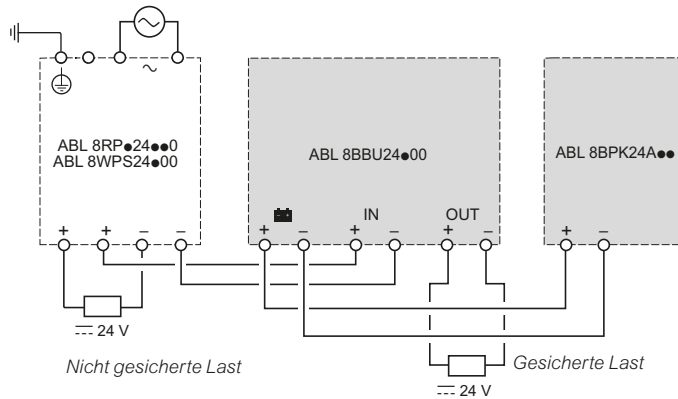 ABL 8RP●24●●0
ABL 8WPS24●00
ABL 8BBU24●00
ABL 8BPK24A●●
IN
OUT
+ + – –
+ – + – + –
+ –
24 V
Nicht gesicherte Last
Gesicherte Last
24 V